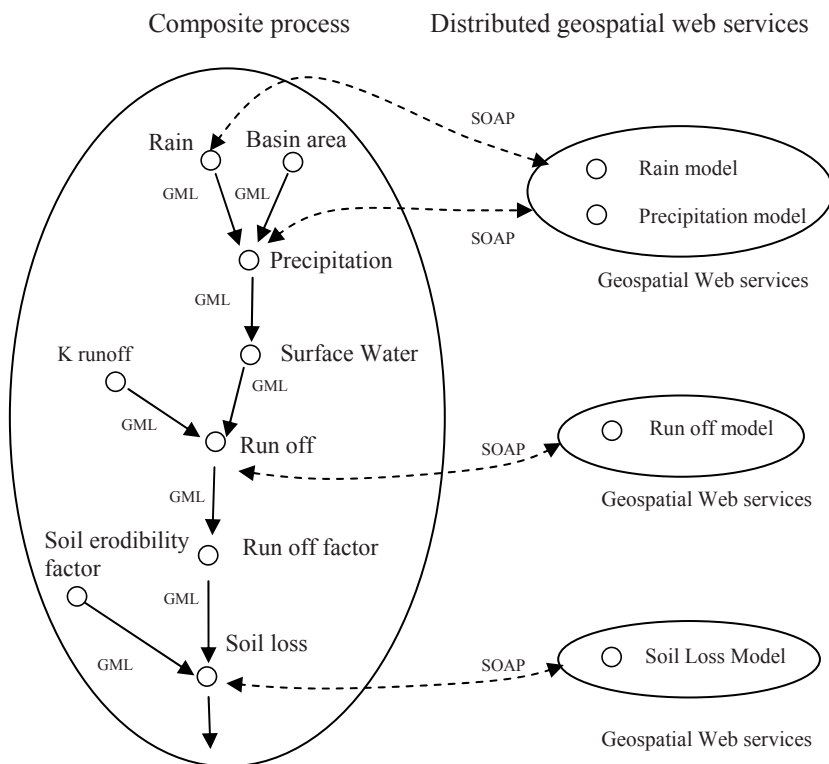 Composite process
Distributed geospatial web services
SOAP
Rain
Basin area
GML
GML
Rain model
Precipitation model
SOAP
Geospatial Web services
Precipitation
GML
Surface Water
K runoff
GML
GML
Run off
Run off model
SOAP
Geospatial Web services
GML
Soil erodibility
factor
Run off factor
GML
Soil loss
GML
SOAP
Soil Loss Model
Geospatial Web services